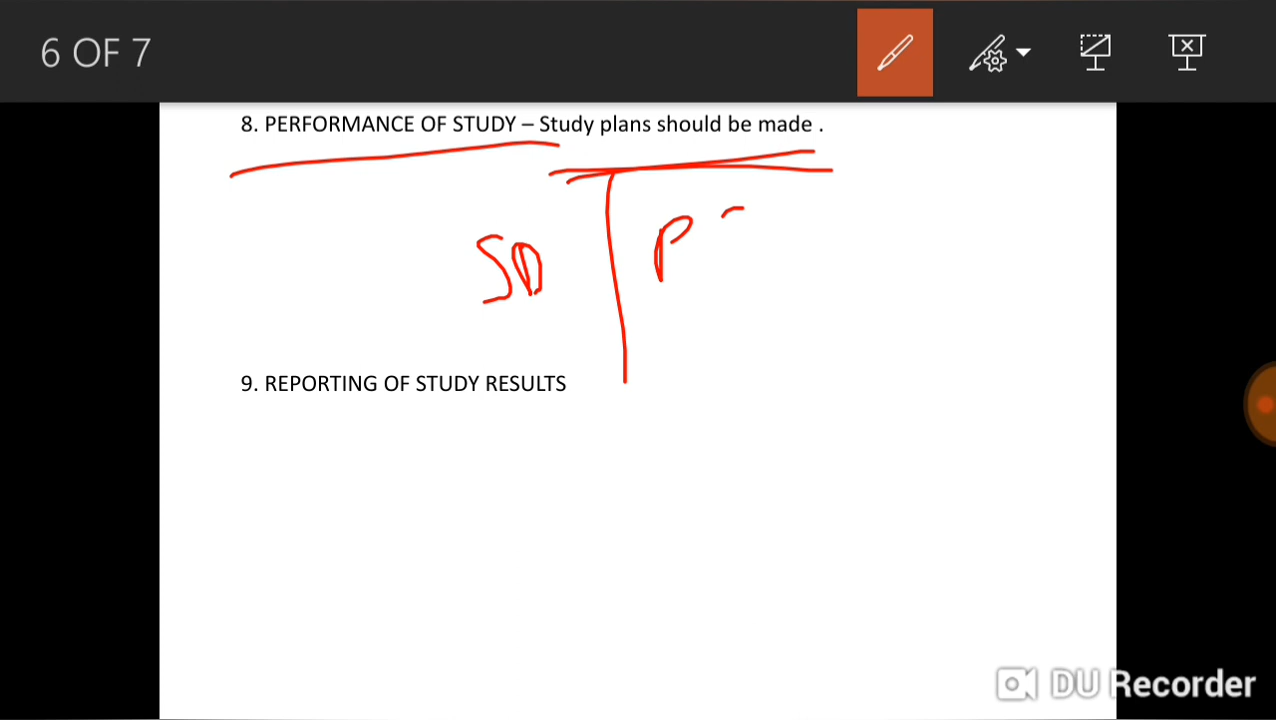 6 OF 7
8. PERFORMANCE OF STUDY – Study plans should be made .
SD P
9. REPORTING OF STUDY RESULTS
DU Recorder